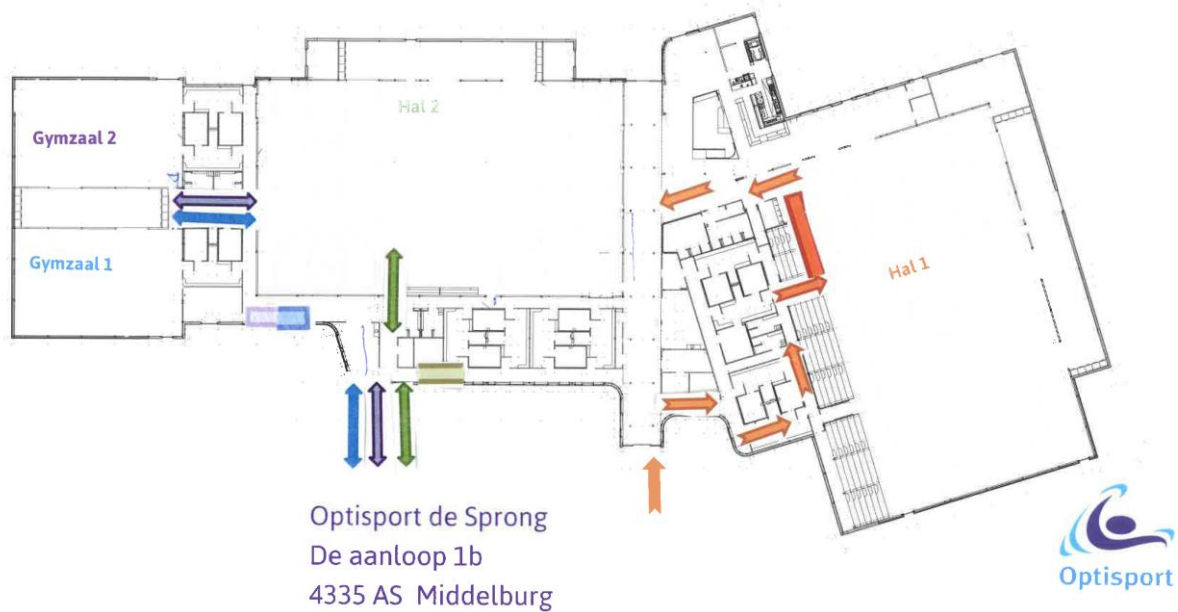 Hal 2
Gymzaal 2
Gymzaal 1
Hal 1
Optisport de Sprong
De aanloop 1b
4335 AS Middelburg
Optisport